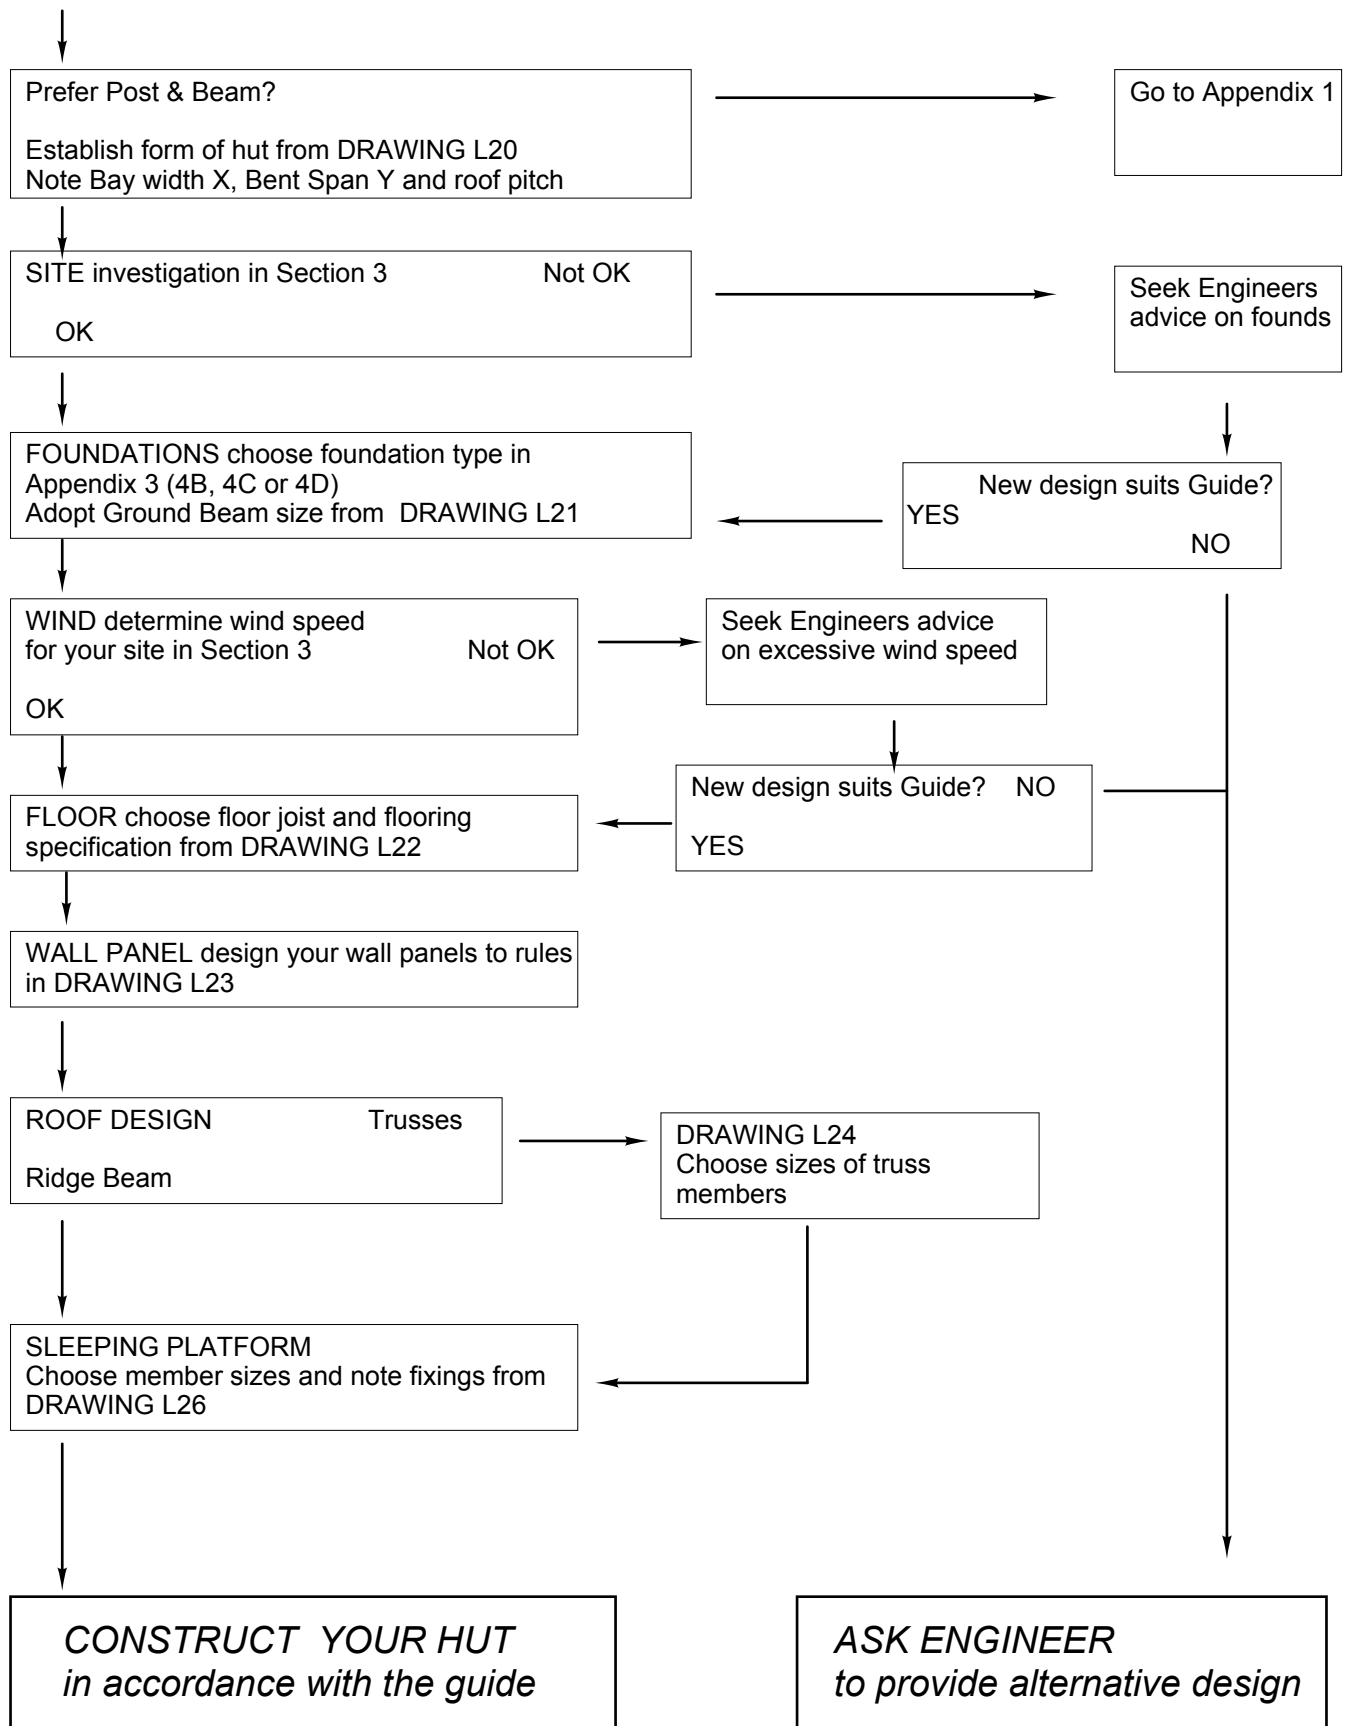 Prefer Post & Beam?
Go to Appendix 1
Establish form of hut from DRAWING L20
Note Bay width X, Bent Span Y and roof pitch
SITE investigation in Section 3 Not OK
OK
Seek Engineers
advice on founds
FOUNDATIONS choose foundation type in
Appendix 3 (4B, 4C or 4D)
Adopt Ground Beam size from DRAWING L21
New design suits Guide?
YES
NO
WIND determine wind speed
for your site in Section 3 Not OK
OK
Seek Engineers advice
on excessive wind speed
New design suits Guide? NO
YES
FLOOR choose floor joist and flooring
specification from DRAWING L22
WALL PANEL design your wall panels to rules
in DRAWING L23
ROOF DESIGN Trusses
Ridge Beam
DRAWING L24
Choose sizes of truss
members
SLEEPING PLATFORM
Choose member sizes and note fixings from
DRAWING L26
CONSTRUCT YOUR HUT
in accordance with the guide
ASK ENGINEER
to provide alternative design